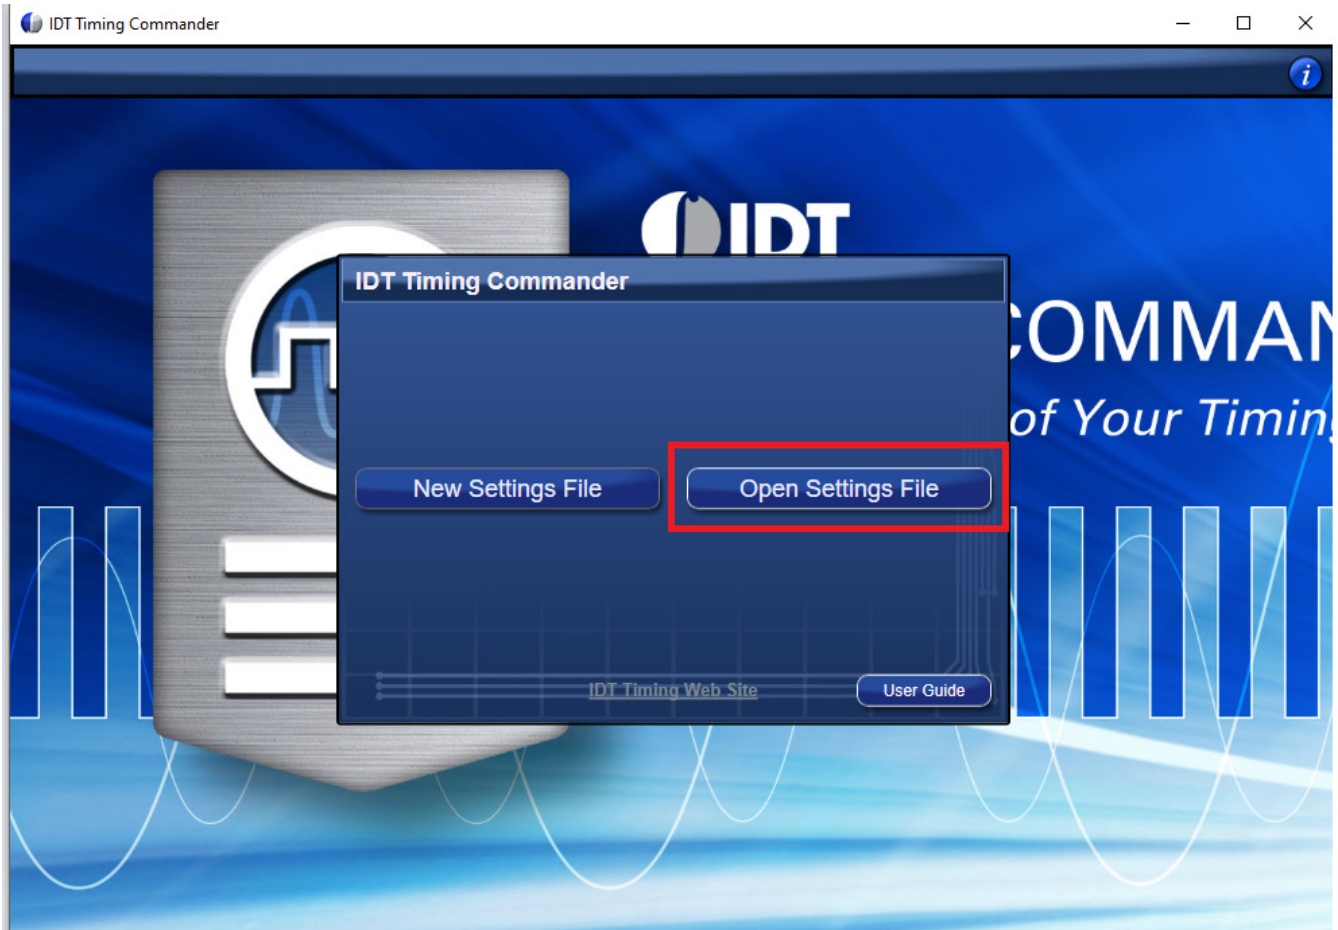 IDT Timing Commander
i
IDT
IDT Timing Commander
COMMAN
of Your Timin
New Settings File
Open Settings File
IDT Timing Web Site
User Guide